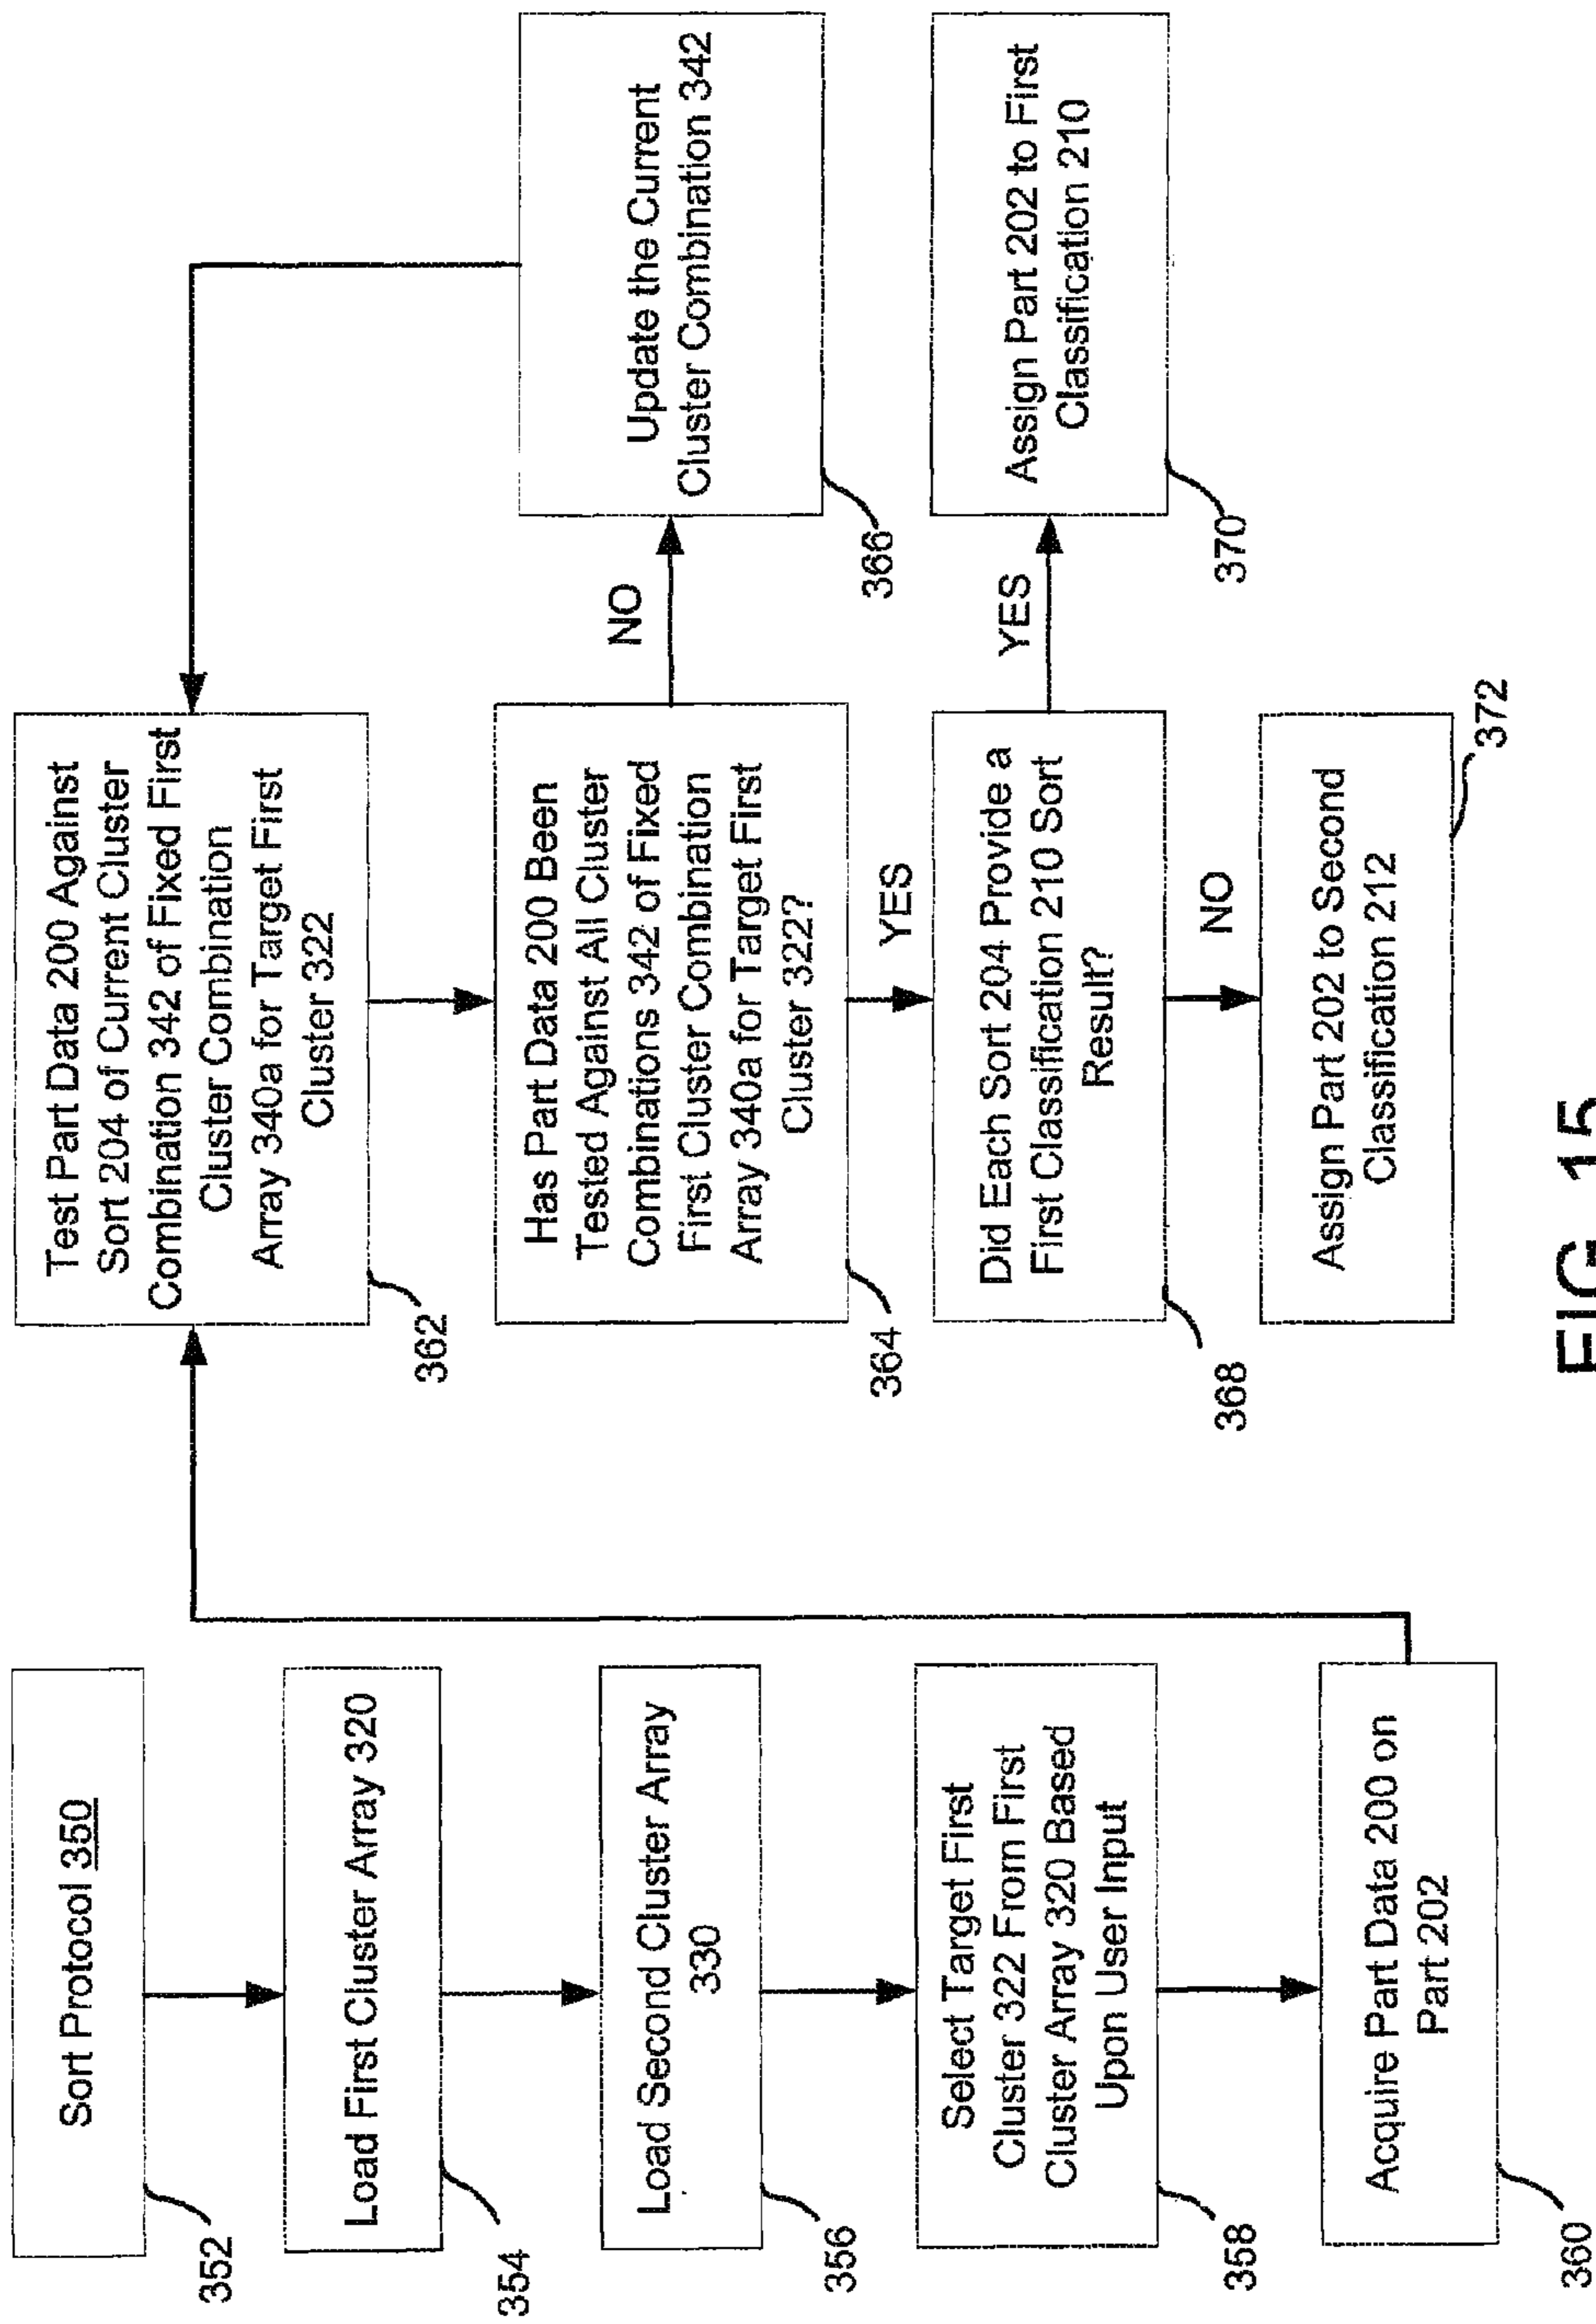 Sort Protocol 350
352
Load First Cluster Array 320
354
Load Second Cluster Array
330
356
Select Target First
Cluster 322 From First
Cluster Array 320 Based
Upon User Input
358
Acquire Part Data 200 on
Part 202
360
Test Part Data 200 Against
Sort 204 of Current Cluster
Combination 342 of Fixed First
Cluster Combination
Array 340a for Target First
Cluster 322
362
Has Part Data 200 Been
Tested Against All Cluster
Combinations 342 of Fixed
First Cluster Combination
Array 340a for Target First
Cluster 322?
364
NO
Update the Current
Cluster Combination 342
366
YES
Did Each Sort 204 Provide a
First Classification 210 Sort
Result?
368
YES
Assign Part 202 to First
Classification 210
370
NO
Assign Part 202 to Second
Classification 212
372
FIG. 15